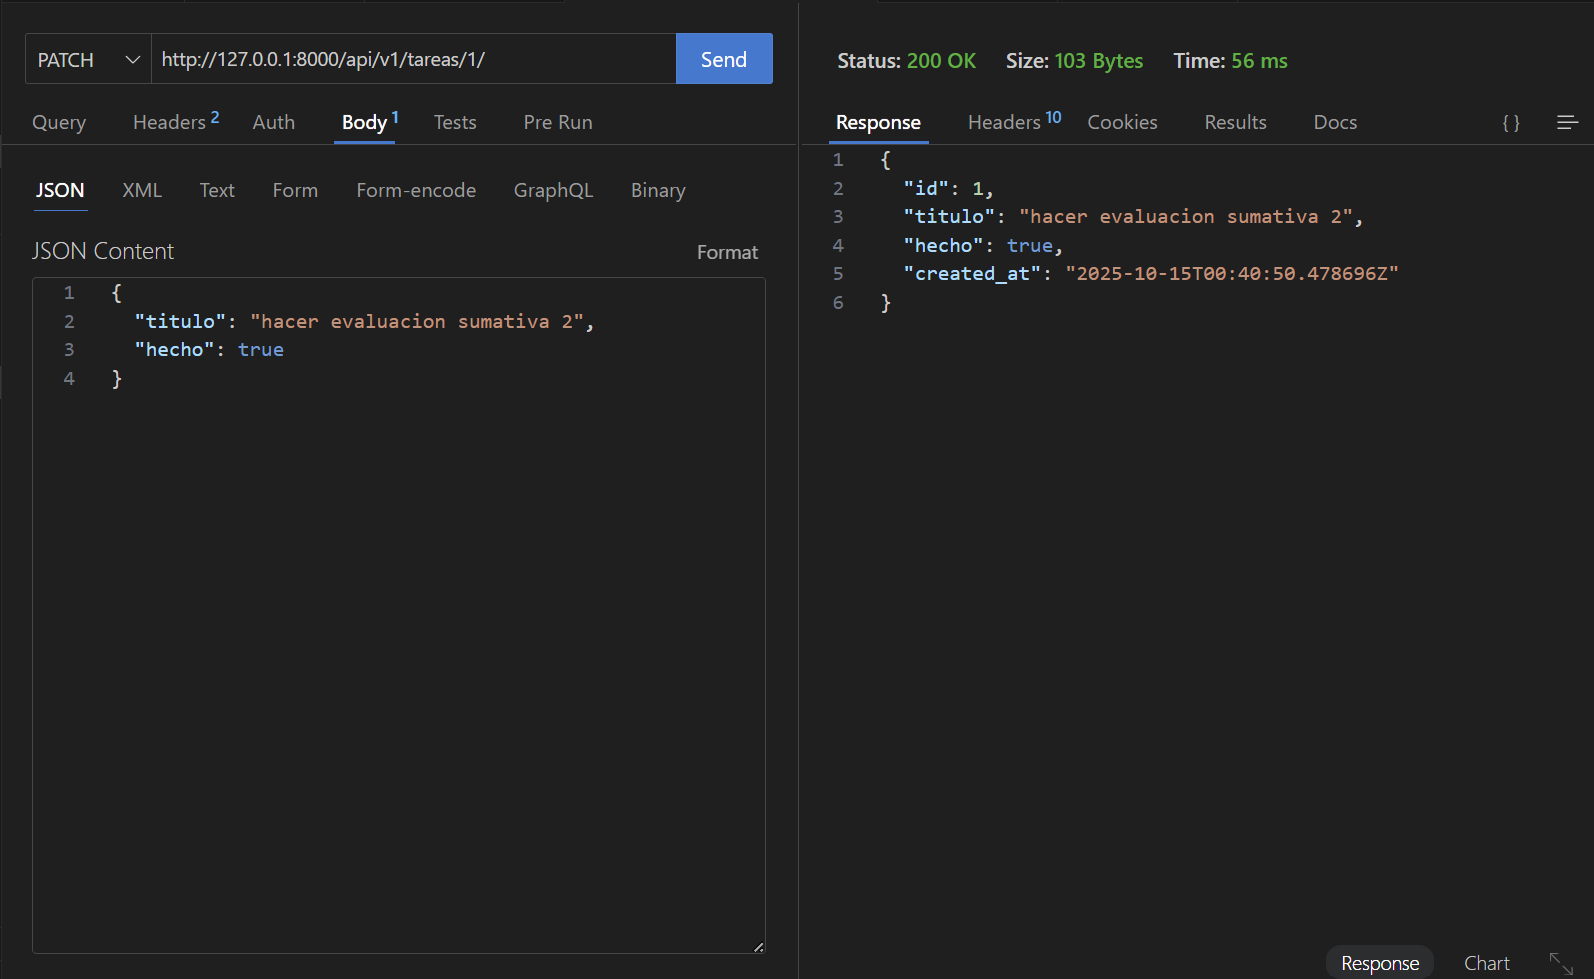 PATCH http://127.0.0.1:8000/api/v1/tareas/1/ Send
Query Headers 2 Auth Body 1 Tests Pre Run
JSON XML Text Form Form-encode GraphQL Binary
JSON Content Format
1 {
2 "titulo": "hacer evaluacion sumativa 2",
3 "hecho": true
4 }
Status: 200 OK Size: 103 Bytes Time: 56 ms
Response Headers 10 Cookies Results Docs { }
1 {
2 "id": 1,
3 "titulo": "hacer evaluacion sumativa 2",
4 "hecho": true,
5 "created_at": "2025-10-15T00:40:50.478696Z"
6 }
Response Chart